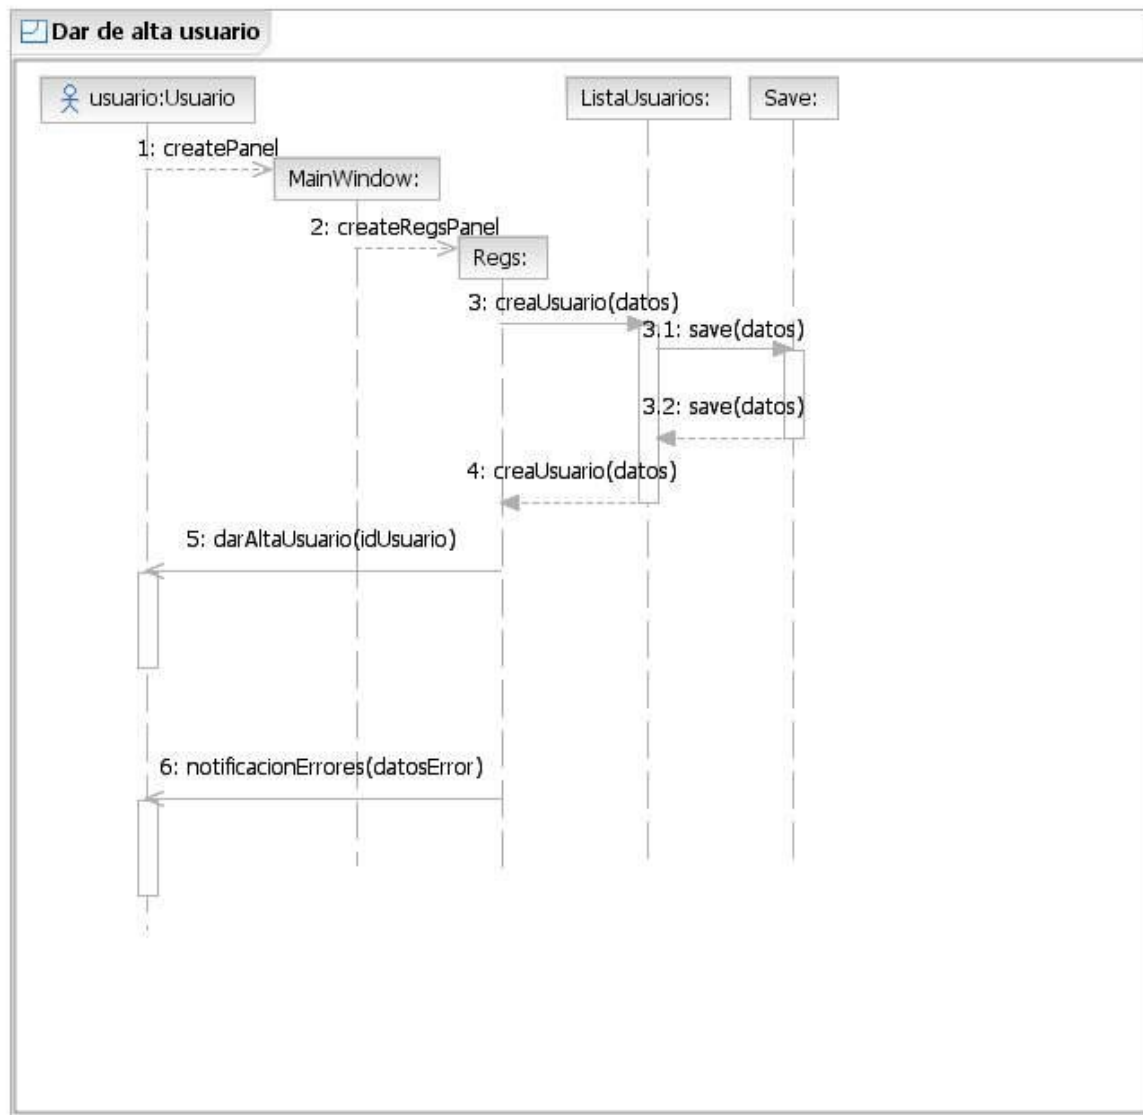 Dar de alta usuario
usuario:Usuario
ListaUsuarios:
Save:
1: createPanel
MainWindow:
2: createRegsPanel
Regs:
3: creaUsuario(datos)
3.1: save(datos)
3.2: save(datos)
4: creaUsuario(datos)
5: darAltaUsuario(idUsuario)
6: notificacionErrores(datosError)